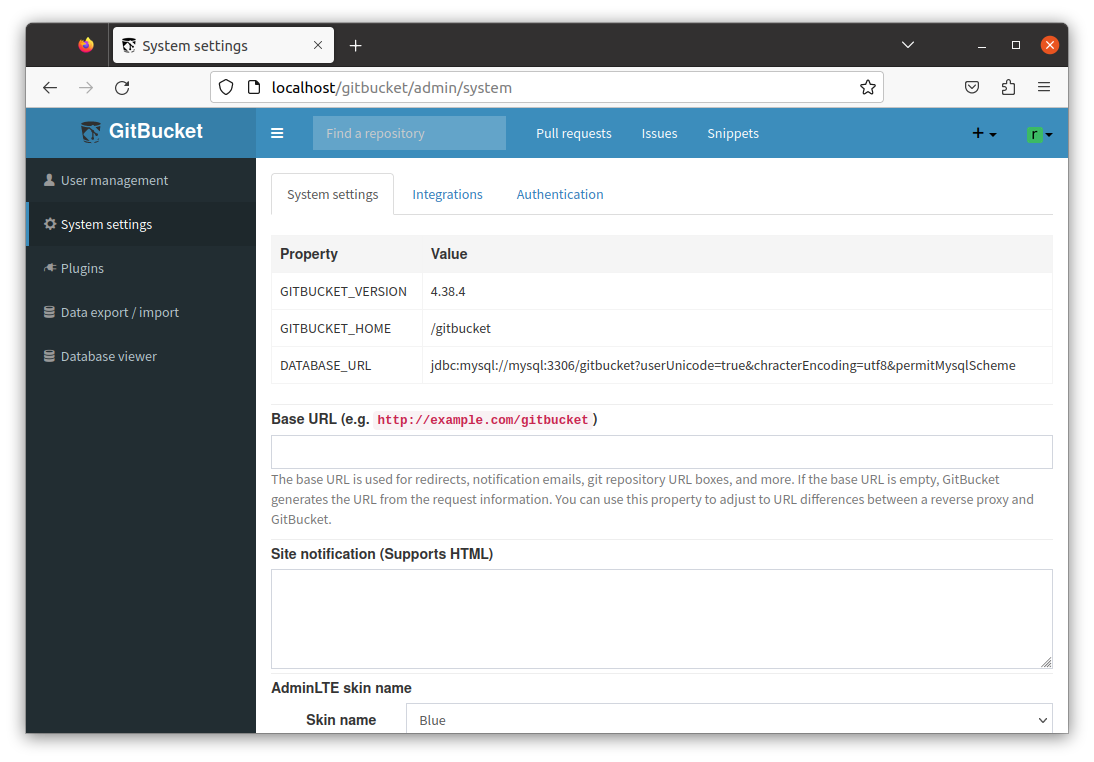 System settings
localhost/gitbucket/admin/system
GitBucket
Find a repository
Pull requests
Issues
Snippets
r
User management
System settings
Plugins
Data export / import
Database viewer
System settings
Integrations
Authentication
Property Value
GITBUCKET_VERSION 4.38.4
GITBUCKET_HOME /gitbucket
DATABASE_URL jdbc:mysql://mysql:3306/gitbucket?userUnicode=true&chracterEncoding=utf8&permitMysqlScheme
Base URL (e.g. http://example.com/gitbucket )
The base URL is used for redirects, notification emails, git repository URL boxes, and more. If the base URL is empty, GitBucket
generates the URL from the request information. You can use this property to adjust to URL differences between a reverse proxy and
GitBucket.
Site notification (Supports HTML)
AdminLTE skin name
Skin name Blue